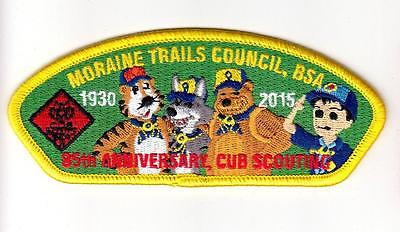 MORAINE TRAILS COUNCIL, BSA
1930 2015
85th ANNIVERSARY, CUB SCOUTING